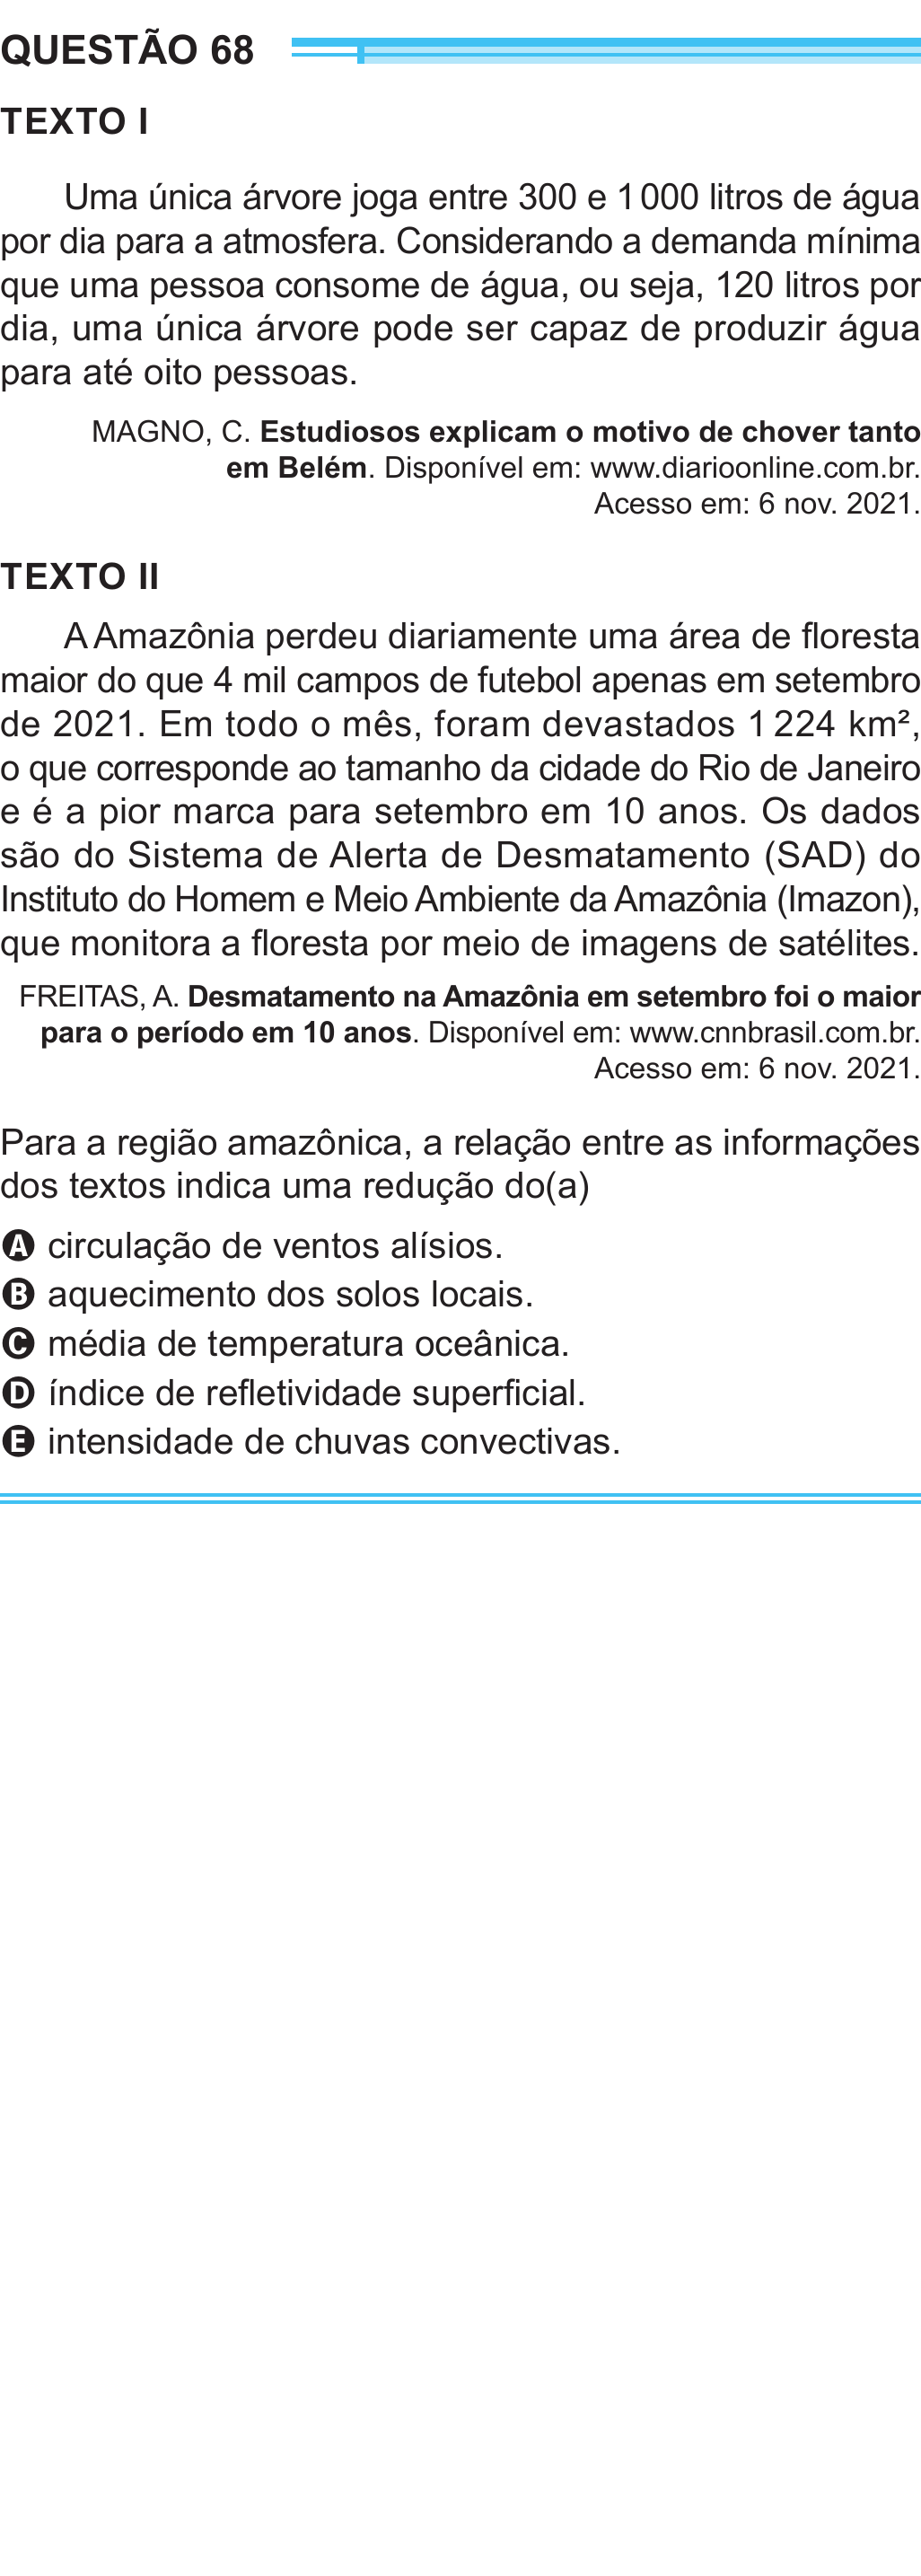 QUESTÃO 68
TEXTO I
Uma única árvore joga entre 300 e 1 000 litros de água
por dia para a atmosfera. Considerando a demanda mínima
que uma pessoa consome de água, ou seja, 120 litros por
dia, uma única árvore pode ser capaz de produzir água
para até oito pessoas.
MAGNO, C. Estudiosos explicam o motivo de chover tanto
em Belém. Disponível em: www.diarioonline.com.br.
Acesso em: 6 nov. 2021.
TEXTO II
A Amazônia perdeu diariamente uma área de floresta
maior do que 4 mil campos de futebol apenas em setembro
de 2021. Em todo o mês, foram devastados 1 224 km²,
o que corresponde ao tamanho da cidade do Rio de Janeiro
e é a pior marca para setembro em 10 anos. Os dados
são do Sistema de Alerta de Desmatamento (SAD) do
Instituto do Homem e Meio Ambiente da Amazônia (Imazon),
que monitora a floresta por meio de imagens de satélites.
FREITAS, A. Desmatamento na Amazônia em setembro foi o maior
para o período em 10 anos. Disponível em: www.cnnbrasil.com.br.
Acesso em: 6 nov. 2021.
Para a região amazônica, a relação entre as informações
dos textos indica uma redução do(a)
A circulação de ventos alísios.
B aquecimento dos solos locais.
C média de temperatura oceânica.
D índice de refletividade superficial.
E intensidade de chuvas convectivas.